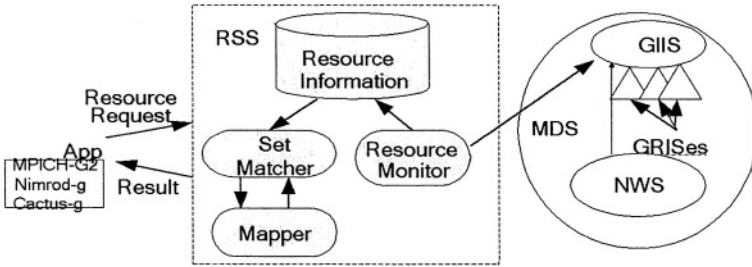 RSS
Resource
Information
Resource
Request
App
MPICH-G2
Nimrod-g
Cactus-g
Result
Set
Matcher
Mapper
Resource
Monitor
MDS
GIIS
GRISes
NWS